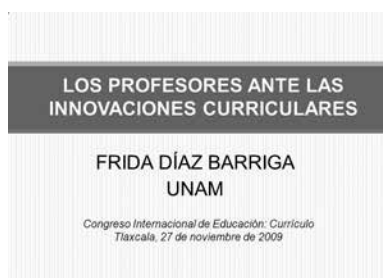 LOS PROFESORES ANTE LAS
INNOVACIONES CURRICULARES
FRIDA DÍAZ BARRIGA
UNAM
Congreso Internacional de Educación: Currículo
Tlaxcala, 27 de noviembre de 2009